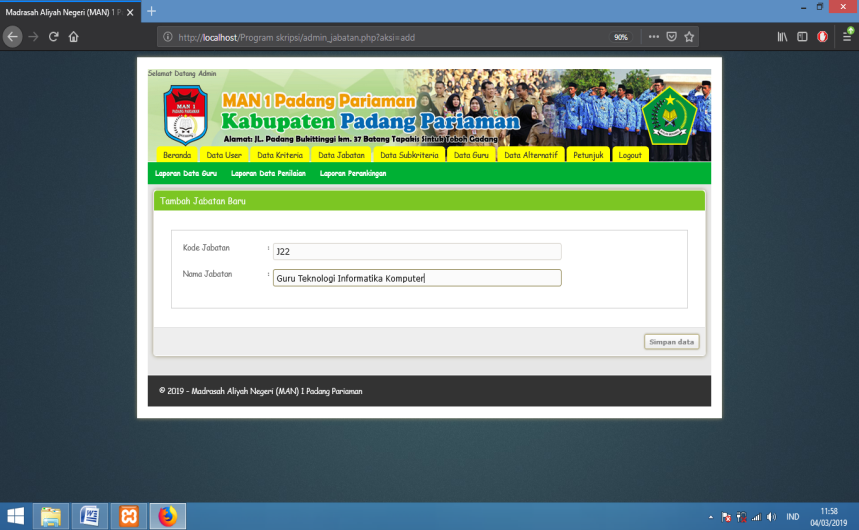 Madrasah Aliyah Negeri (MAN) 1 P
http://localhost/Program skripsi/admin_jabatan.php?aksi=add
90%
Selamat Datang Admin
MAN 1
MAN 1 Padang Pariaman
Kabupaten Padang Pariaman
Alamat: JL. Padang Bukittinggi km. 37 Batang Tapakis Sintuk Toboh Gadang
Beranda Data User Data Kriteria Data Jabatan Data Subkriteria Data Guru Data Alternatif Petunjuk Logout
Laporan Data Guru Laporan Data Penilaian Laporan Perankingan
Tambah Jabatan Baru
Kode Jabatan : J22
Nama Jabatan : Guru Teknologi Informatika Komputer
Simpan data
© 2019 - Madrasah Aliyah Negeri (MAN) 1 Padang Pariaman
IND
11:58
04/03/2019